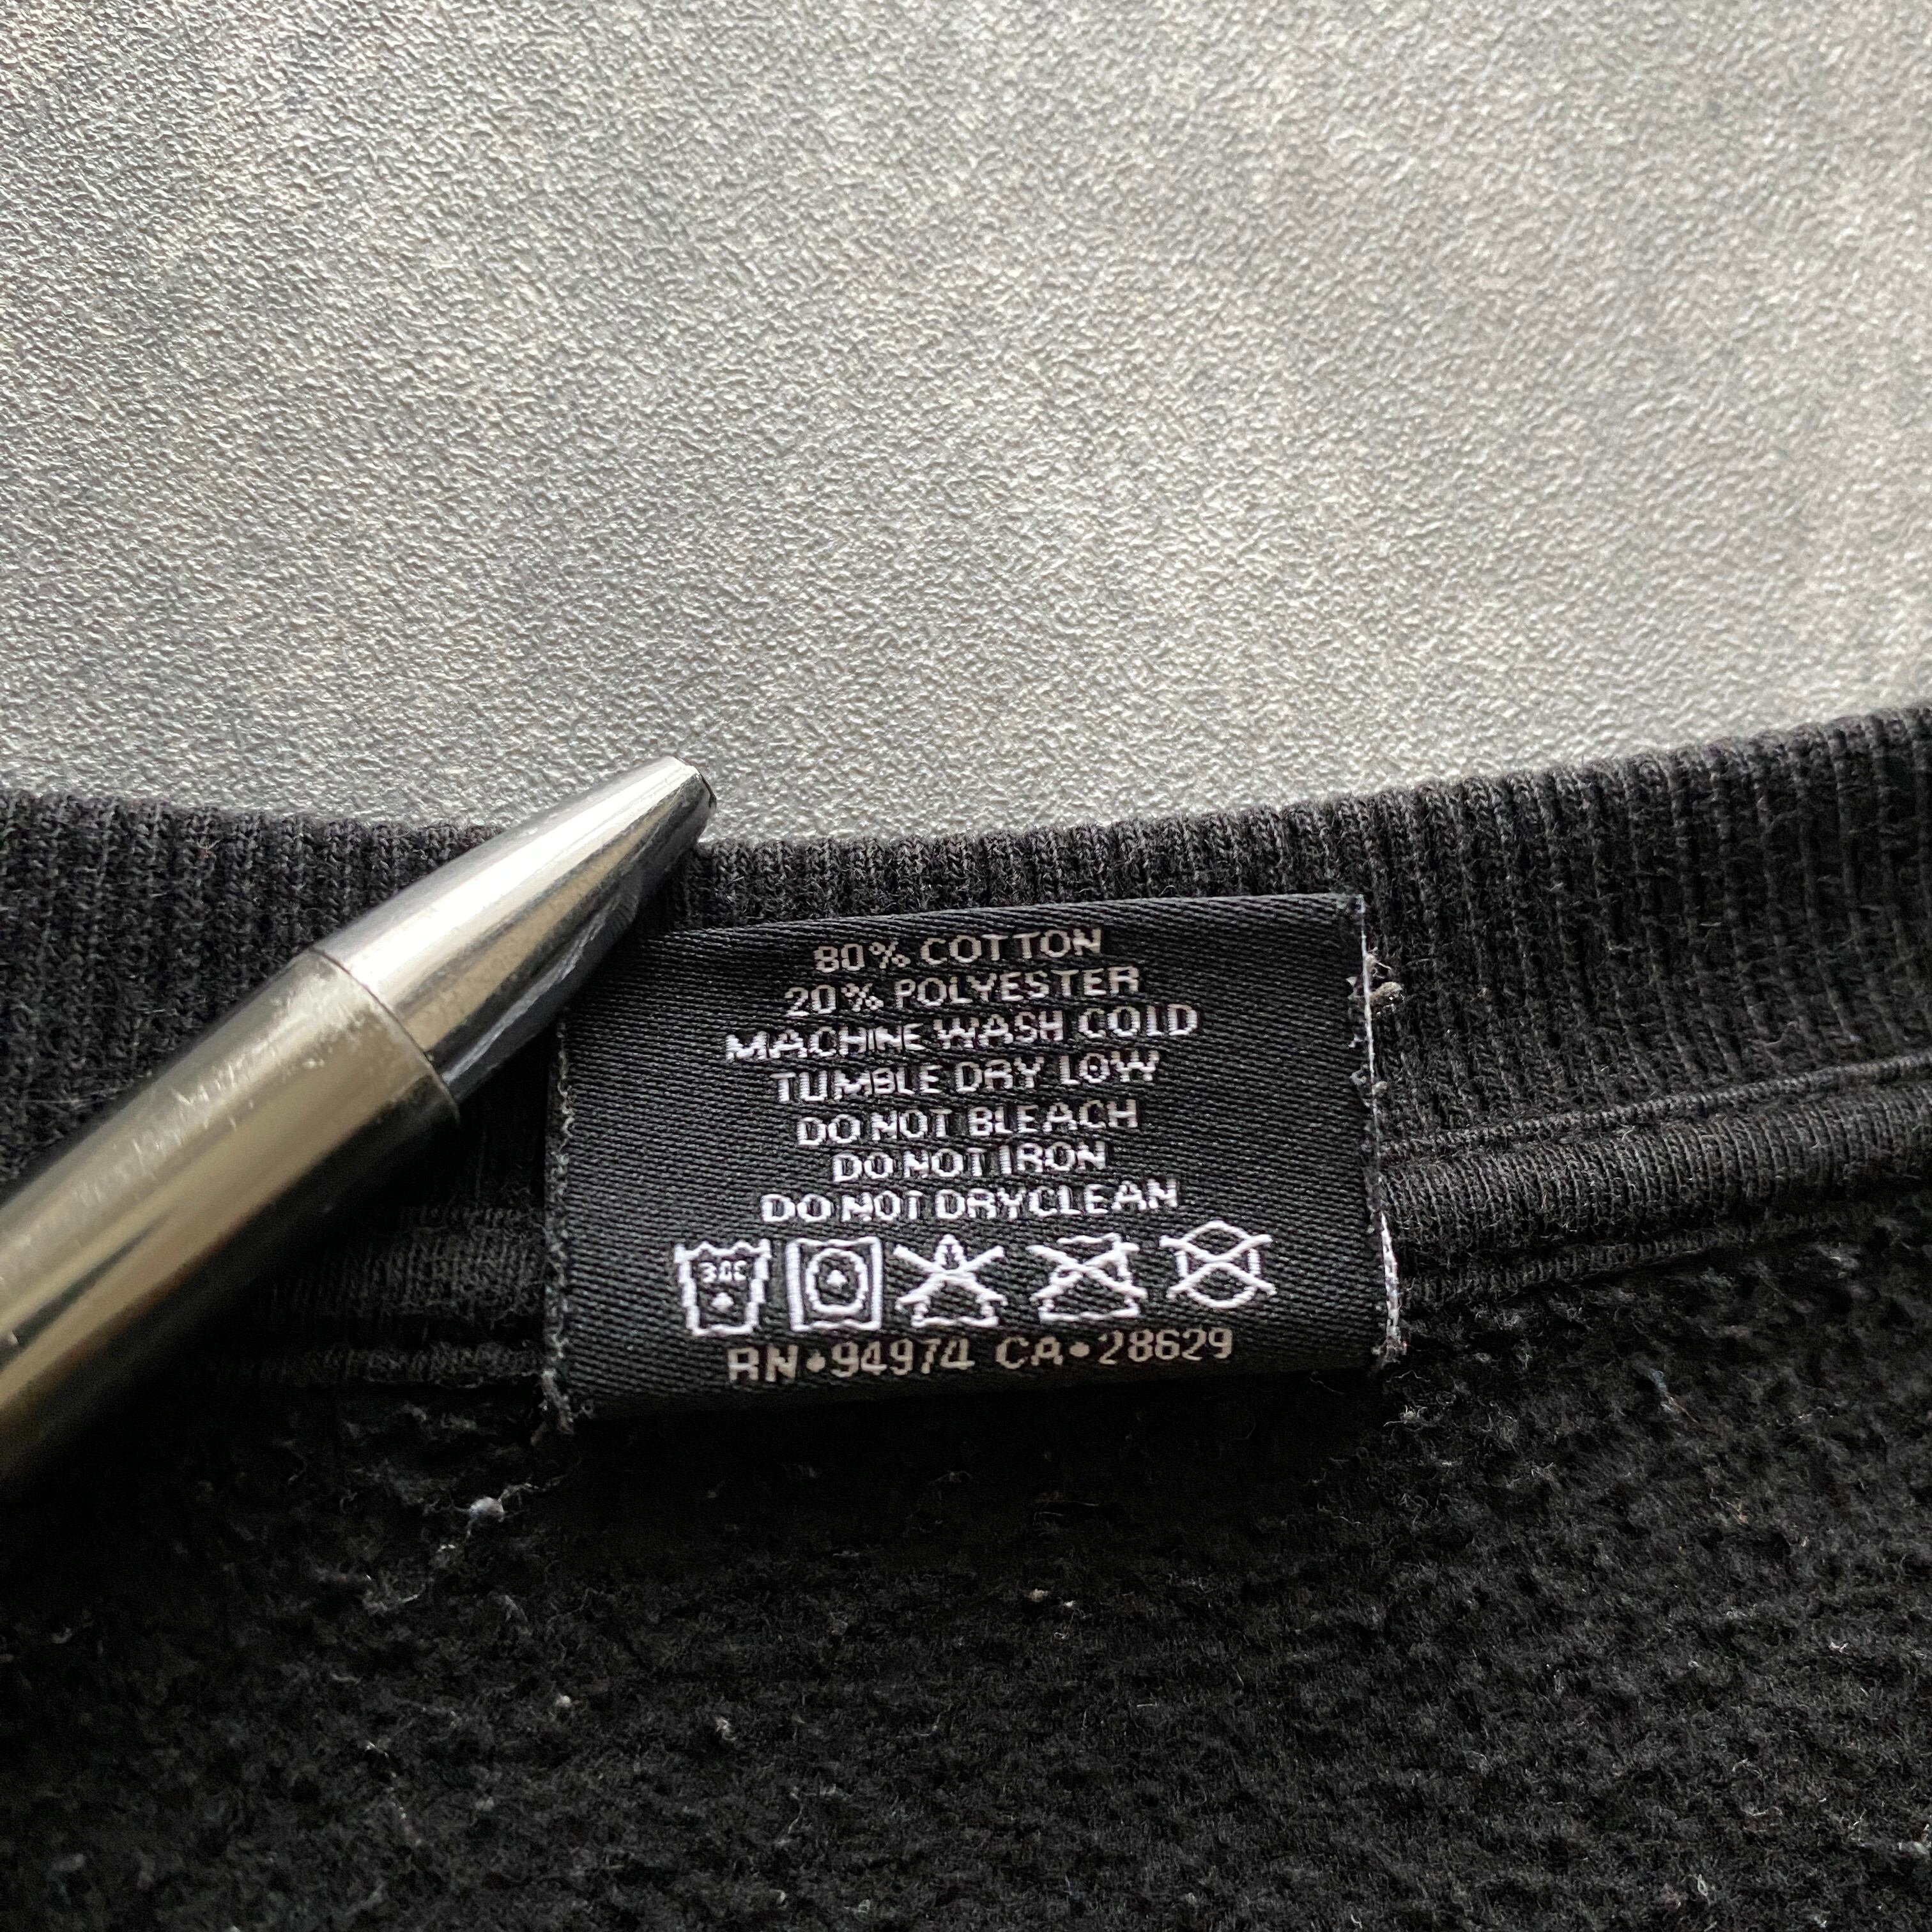 80% COTTON
20% POLYESTER
MACHINE WASH COLD
TUMBLE DRY LOW
DO NOT BLEACH
DO NOT IRON
DO NOT DRYCLEAN
RN•94974 CA•28629